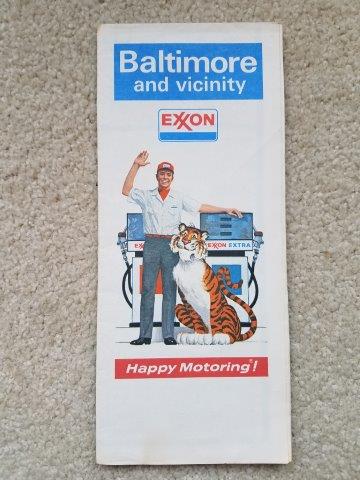 Baltimore
and vicinity
EXXON
EXXON EXTRA
Happy Motoring®!